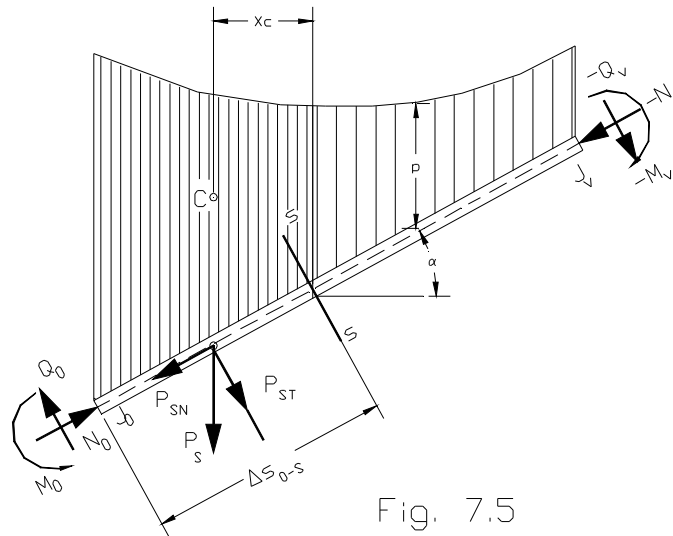 xc
-Qv
-N
-Mv
Jv
p
C
S
α
S
Q0
N0
J0
M0
PSN
PST
PS
ΔS0-S
Fig. 7.5